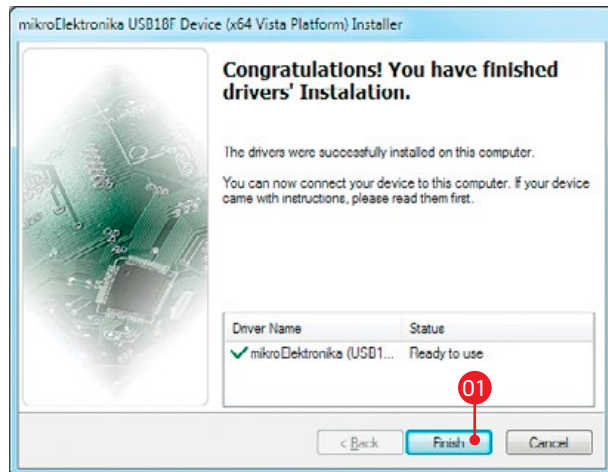 mikroElektronika USB18F Device (x64 Vista Platform) Installer
Congratulations! You have finished
drivers' Instalation.
The drivers were successfully installed on this computer.
You can now connect your device to this computer. If your device
came with instructions, please read them first.
Driver Name Status
mikroElektronika (USB1... Ready to use
01
< Back Finish Cancel